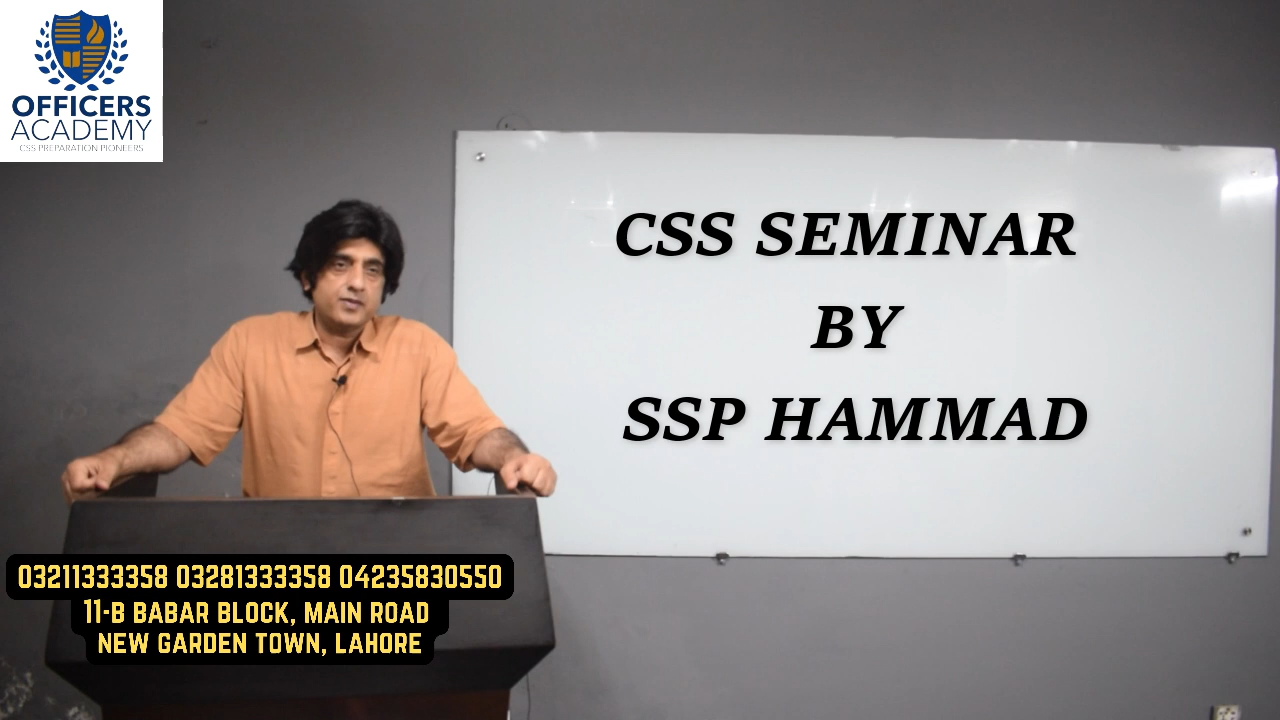 OFFICERS
ACADEMY
CSS PREPARATION PIONEERS
CSS SEMINAR
BY
SSP HAMMAD
03211333358 03281333358 04235830550
11-B BABAR BLOCK, MAIN ROAD
NEW GARDEN TOWN, LAHORE